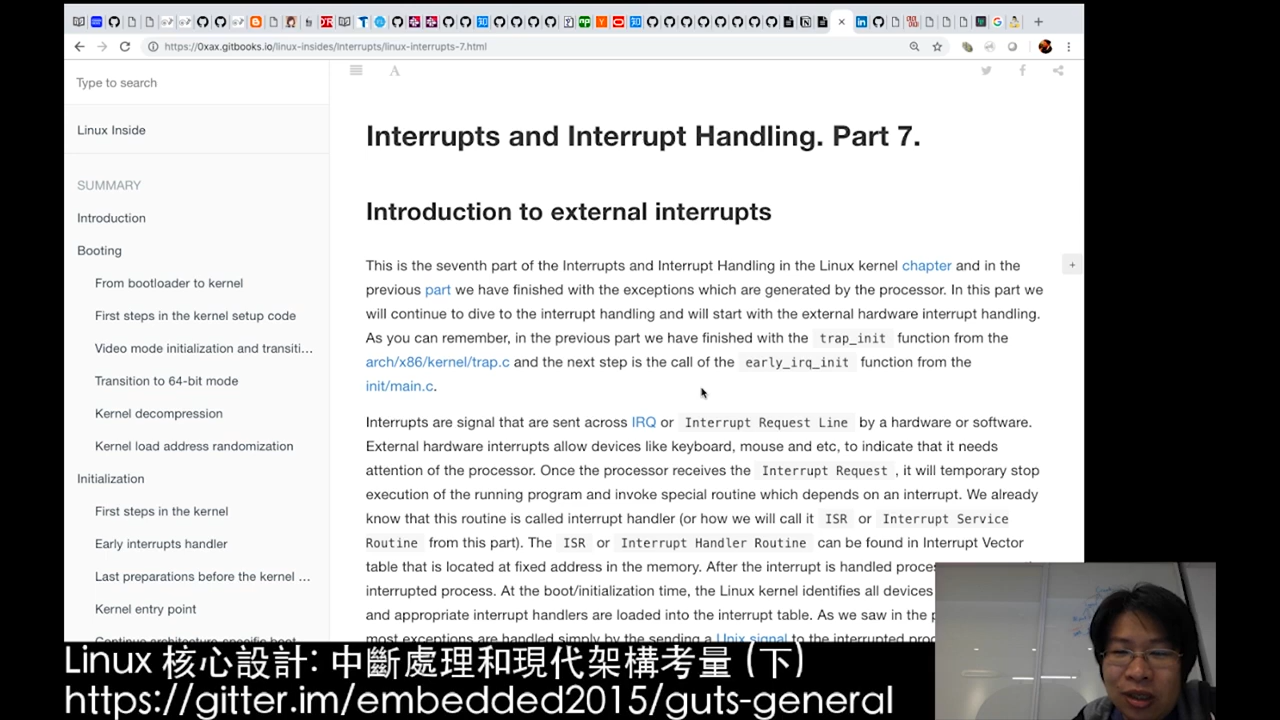 https://0xax.gitbooks.io/linux-insides/Interrupts/linux-interrupts-7.html
Type to search
A
Linux Inside
SUMMARY
Introduction
Booting
From bootloader to kernel
First steps in the kernel setup code
Video mode initialization and transiti...
Transition to 64-bit mode
Kernel decompression
Kernel load address randomization
Initialization
First steps in the kernel
Early interrupts handler
Last preparations before the kernel ...
Kernel entry point
Continue architecture-specific boot
Interrupts and Interrupt Handling. Part 7.
Introduction to external interrupts
This is the seventh part of the Interrupts and Interrupt Handling in the Linux kernel chapter and in the
previous part we have finished with the exceptions which are generated by the processor. In this part we
will continue to dive to the interrupt handling and will start with the external hardware interrupt handling.
As you can remember, in the previous part we have finished with the trap_init function from the
arch/x86/kernel/trap.c and the next step is the call of the early_irq_init function from the
init/main.c.
Interrupts are signal that are sent across IRQ or Interrupt Request Line by a hardware or software.
External hardware interrupts allow devices like keyboard, mouse and etc, to indicate that it needs
attention of the processor. Once the processor receives the Interrupt Request , it will temporary stop
execution of the running program and invoke special routine which depends on an interrupt. We already
know that this routine is called interrupt handler (or how we will call it ISR or Interrupt Service
Routine from this part). The ISR or Interrupt Handler Routine can be found in Interrupt Vector
table that is located at fixed address in the memory. After the interrupt is handled
interrupted process. At the boot/initialization time, the Linux kernel identifies all devices
and appropriate interrupt handlers are loaded into the interrupt table. As we saw in the
most exceptions are handled simply by the sending a Unix signal to the interrupted
Linux 核心設計: 中斷處理和現代架構考量 (下)
https://gitter.im/embedded2015/guts-general